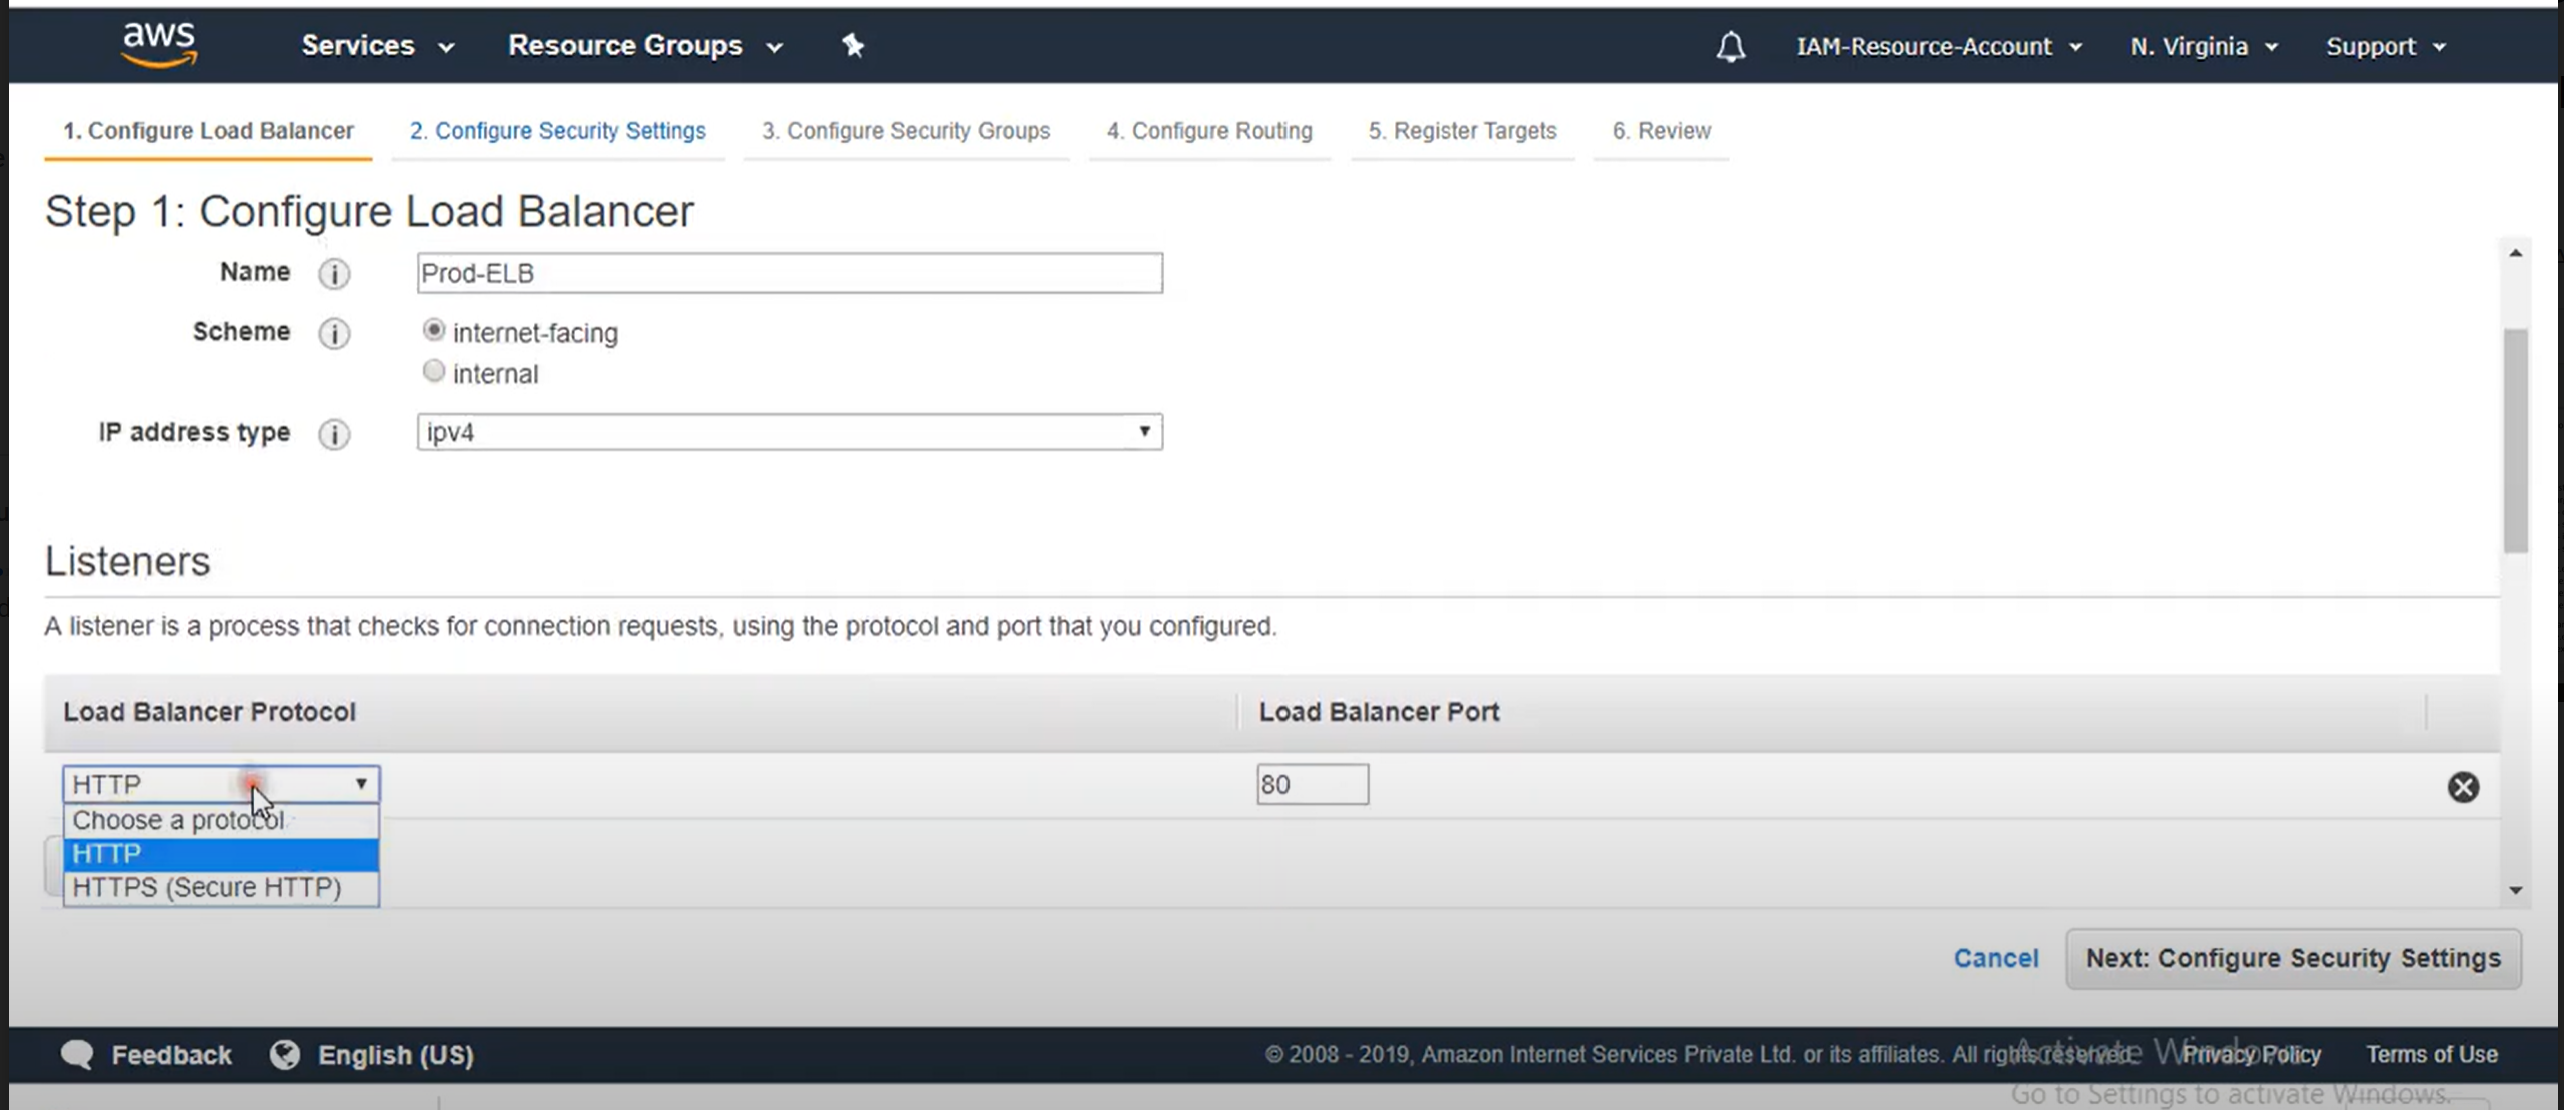 aws Services Resource Groups IAM-Resource-Account N. Virginia Support
1. Configure Load Balancer 2. Configure Security Settings 3. Configure Security Groups 4. Configure Routing 5. Register Targets 6. Review
Step 1: Configure Load Balancer
Name i Prod-ELB
Scheme i internet-facing
internal
IP address type i ipv4
Listeners
A listener is a process that checks for connection requests, using the protocol and port that you configured.
Load Balancer Protocol Load Balancer Port
HTTP 80
Choose a protocol
HTTP
HTTPS (Secure HTTP)
Cancel Next: Configure Security Settings
Feedback English (US) © 2008 - 2019, Amazon Internet Services Private Ltd. or its affiliates. All rights reserved. Privacy Policy Terms of Use
Activate Windows
Go to Settings to activate Windows.